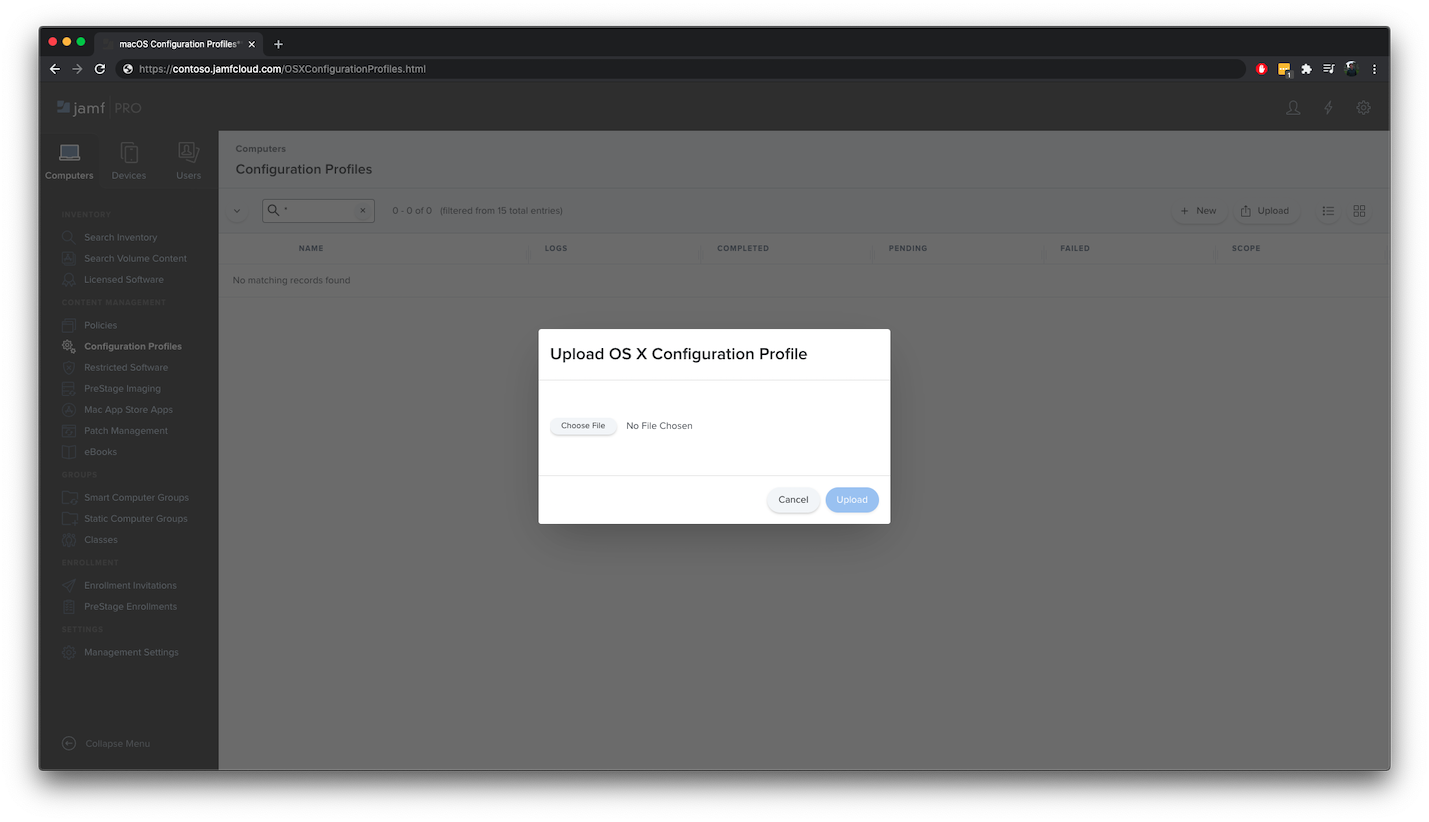 macOS Configuration Profiles*
https://contoso.jamfcloud.com/OSXConfigurationProfiles.html
1
jamf PRO
Computers
Devices
Users
INVENTORY
Search Inventory
Search Volume Content
Licensed Software
CONTENT MANAGEMENT
Policies
Configuration Profiles
Restricted Software
PreStage Imaging
Mac App Store Apps
Patch Management
eBooks
GROUPS
Smart Computer Groups
Static Computer Groups
Classes
ENROLLMENT
Enrollment Invitations
PreStage Enrollments
SETTINGS
Management Settings
Collapse Menu
Computers
Configuration Profiles
*
0 - 0 of 0 (filtered from 15 total entries)
New
Upload
NAME LOGS COMPLETED PENDING FAILED SCOPE
No matching records found
Upload OS X Configuration Profile
Choose File No File Chosen
Cancel Upload